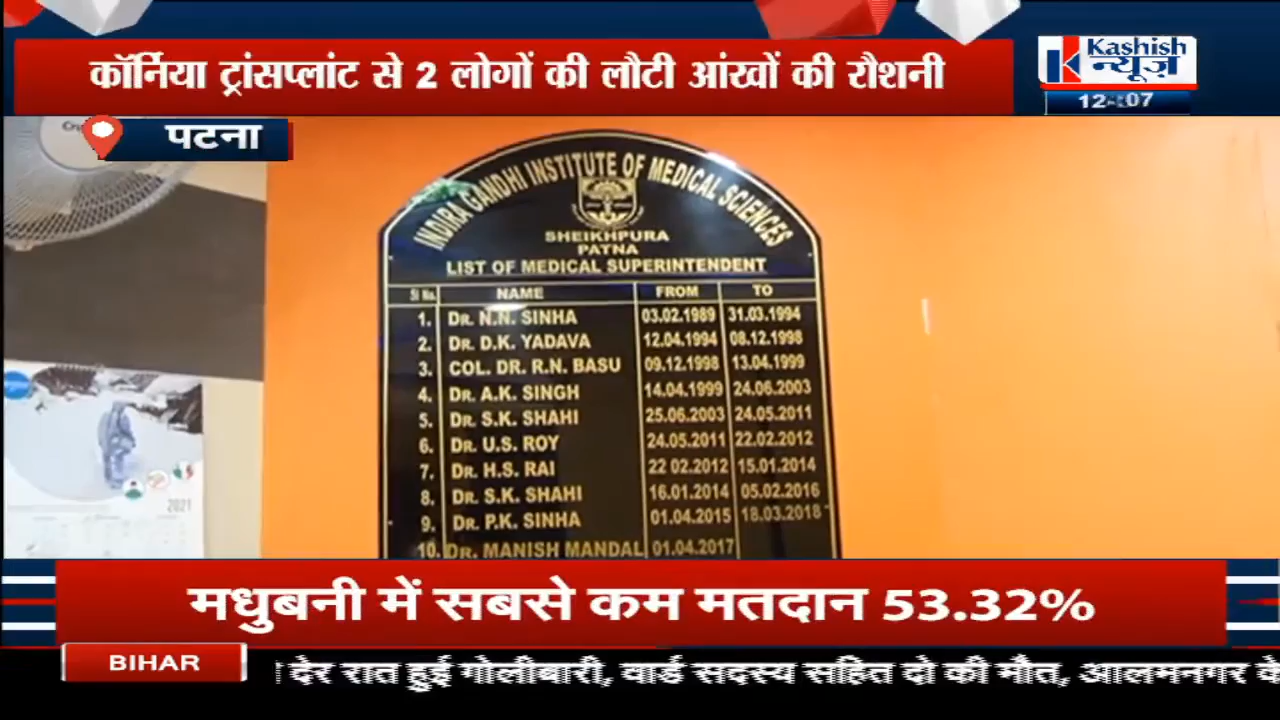 कॉर्निया ट्रांसप्लांट से 2 लोगों की लौटी आंखों की रौशनी
Kashish
न्यूज़
पटना
INDIRA GANDHI INSTITUTE OF MEDICAL SCIENCES
SHEIKHPURA
PATNA
LIST OF MEDICAL SUPERINTENDENT
Sl No. NAME FROM TO
1. DR. N.N. SINHA 03.02.1989 31.03.1994
2. DR. D.K. YADAVA 12.04.1994 08.12.1998
3. COL. DR. R.N. BASU 09.12.1998 13.04.1999
4. DR. A.K. SINGH 14.04.1999 24.06.2003
5. DR. S.K. SHAHI 25.06.2003 24.05.2011
6. DR. U.S. ROY 24.05.2011 22.02.2012
7. DR. H.S. RAI 22 02.2012 15.01.2014
8. DR. S.K. SHAHI 16.01.2014 05.02.2016
9. DR. P.K. SINHA 01.04.2015 18.03.2018
10. DR. MANISH MANDAL 01.04.2017
2021
मधुबनी में सबसे कम मतदान 53.32%
BIHAR
देर रात हुई गोलीबारी, वार्ड सदस्य सहित दो की मौत, आलमनगर के